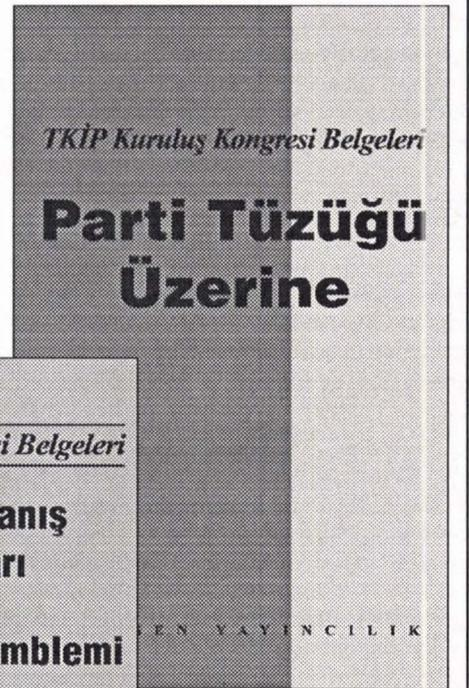 TKİP Kuruluş Kongresi Belgeleri
Parti Tüzüğü
Üzerine
i Belgeleri
anış
rı
mblemi
EN YAYINCILIK